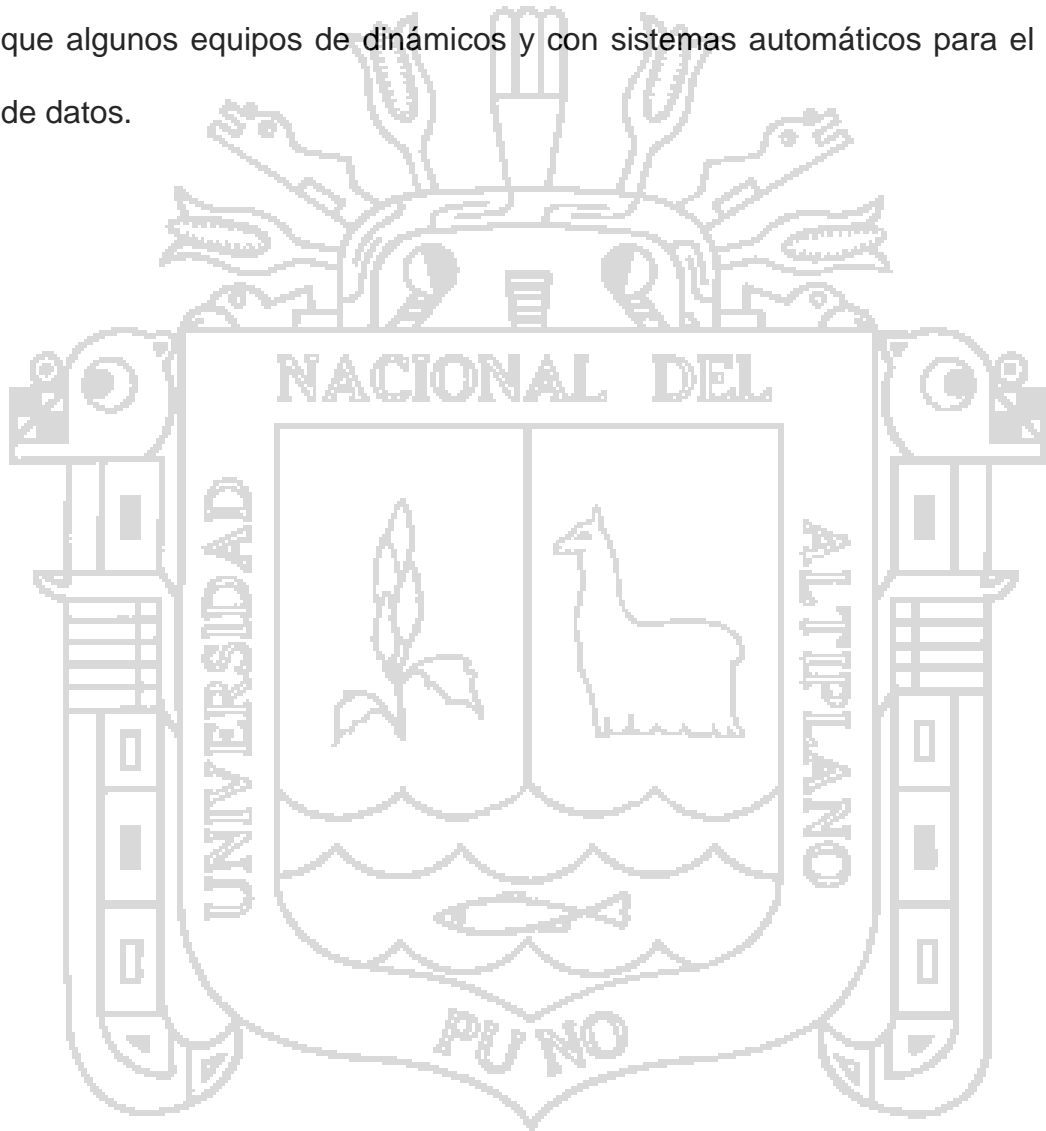 que algunos equipos de dinámicos y con sistemas automáticos para el
de datos.
NACIONAL DEL
UNIVERSIDAD
ALTIPLANO
PUNO